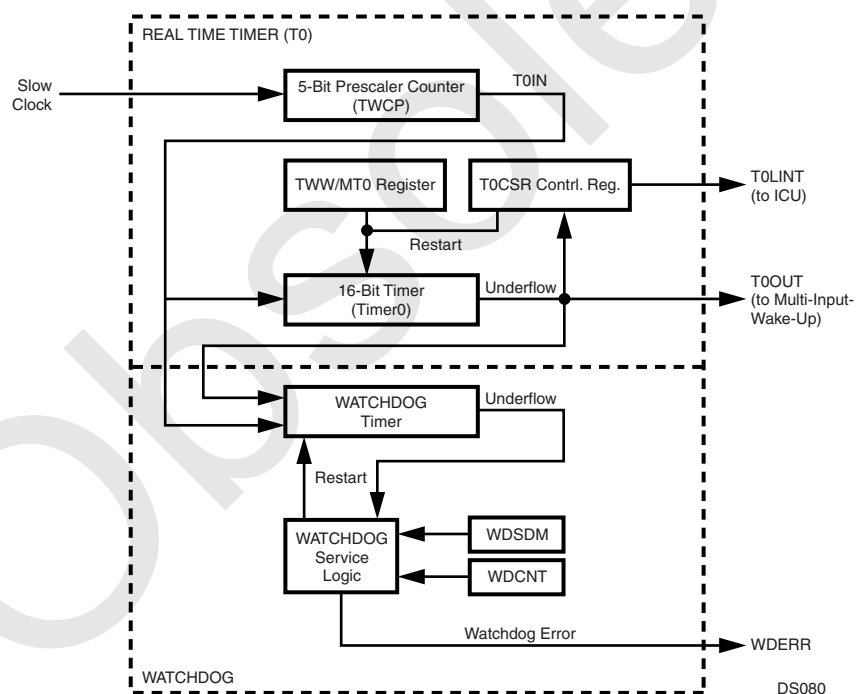 REAL TIME TIMER (T0)
Slow
Clock
5-Bit Prescaler Counter
(TWCP)
T0IN
TWW/MT0 Register
T0CSR Contrl. Reg.
T0LINT
(to ICU)
Restart
16-Bit Timer
(Timer0)
Underflow
T0OUT
(to Multi-Input-
Wake-Up)
WATCHDOG
Timer
Underflow
Restart
WATCHDOG
Service
Logic
WDSDM
WDCNT
Watchdog Error
WDERR
WATCHDOG
DS080
Obsolete